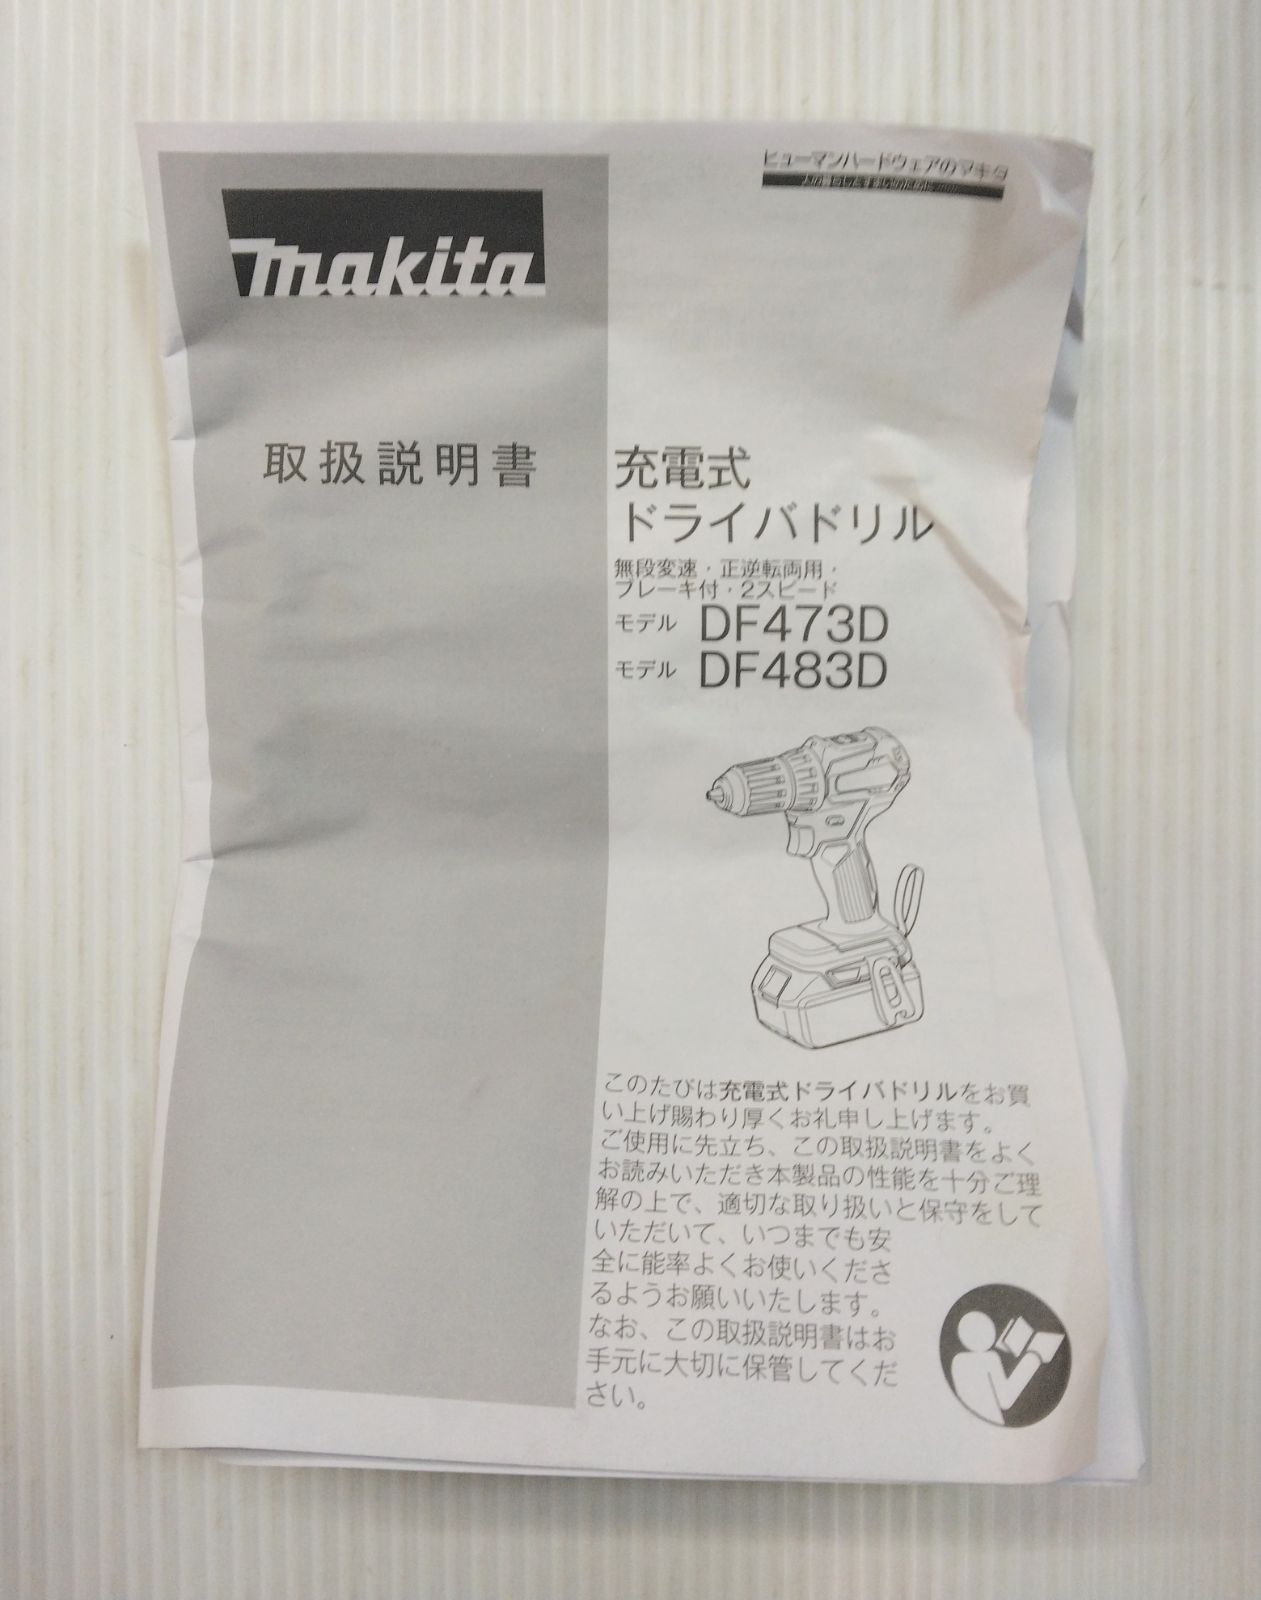 makita
ヒューマンハードウェアのマキタ
取扱説明書
充電式
ドライバドリル
無段変速・正逆転両用・
ブレーキ付・2スピード
モデル DF473D
モデル DF483D
このたびは充電式ドライバドリルをお買
い上げ賜わり厚くお礼申し上げます。
ご使用に先立ち、この取扱説明書をよく
お読みいただき本製品の性能を十分ご理
解の上で、適切な取り扱いと保守をして
いただいて、いつまでも安
全に能率よくお使いくださ
るようお願いいたします。
なお、この取扱説明書はお
手元に大切に保管してくだ
さい。